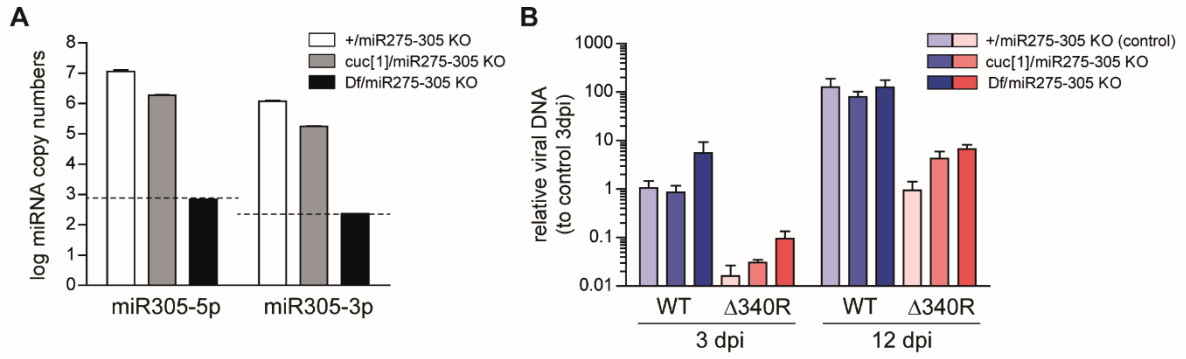 A
+/miR275-305 KO
cuc[1]/miR275-305 KO
Df/miR275-305 KO
log miRNA copy numbers
8
7
6
5
4
3
2
1
0
miR305-5p
miR305-3p
B
+/miR275-305 KO (control)
cuc[1]/miR275-305 KO
Df/miR275-305 KO
relative viral DNA
(to control 3dpi)
1000
100
10
1
0.1
0.01
WT
Δ340R
WT
Δ340R
3 dpi
12 dpi